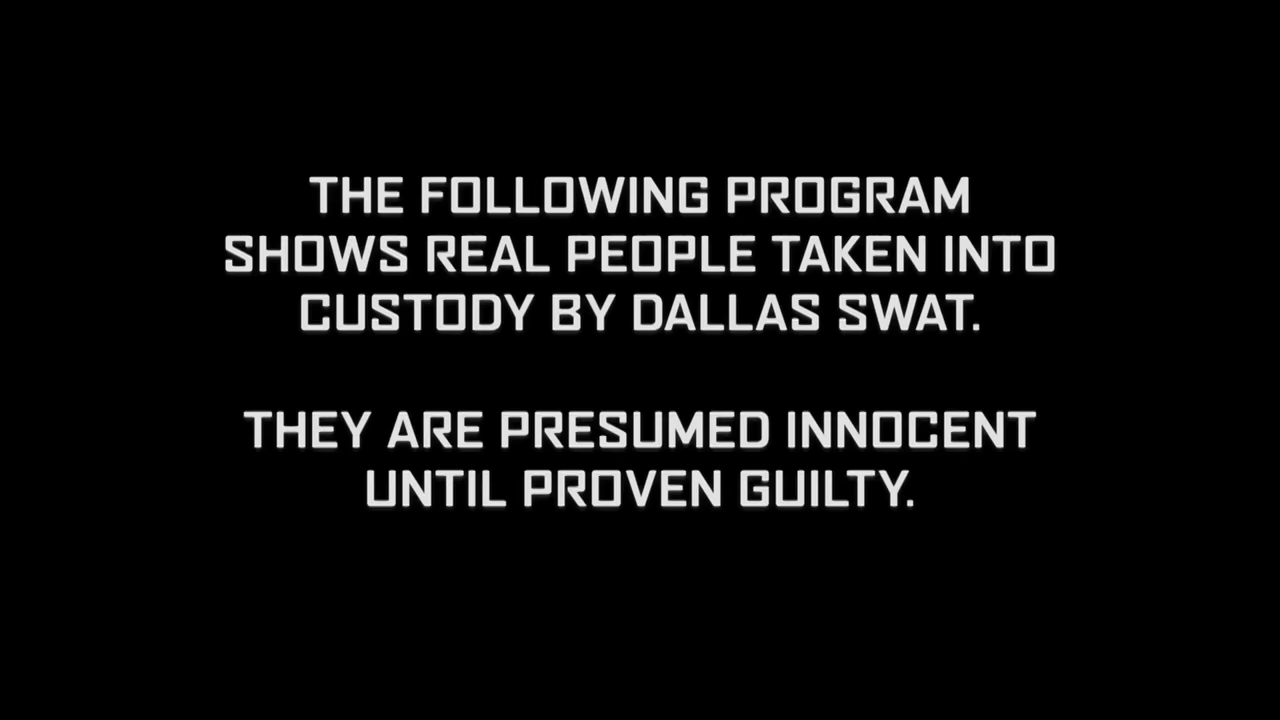 THE FOLLOWING PROGRAM
SHOWS REAL PEOPLE TAKEN INTO
CUSTODY BY DALLAS SWAT.
THEY ARE PRESUMED INNOCENT
UNTIL PROVEN GUILTY.